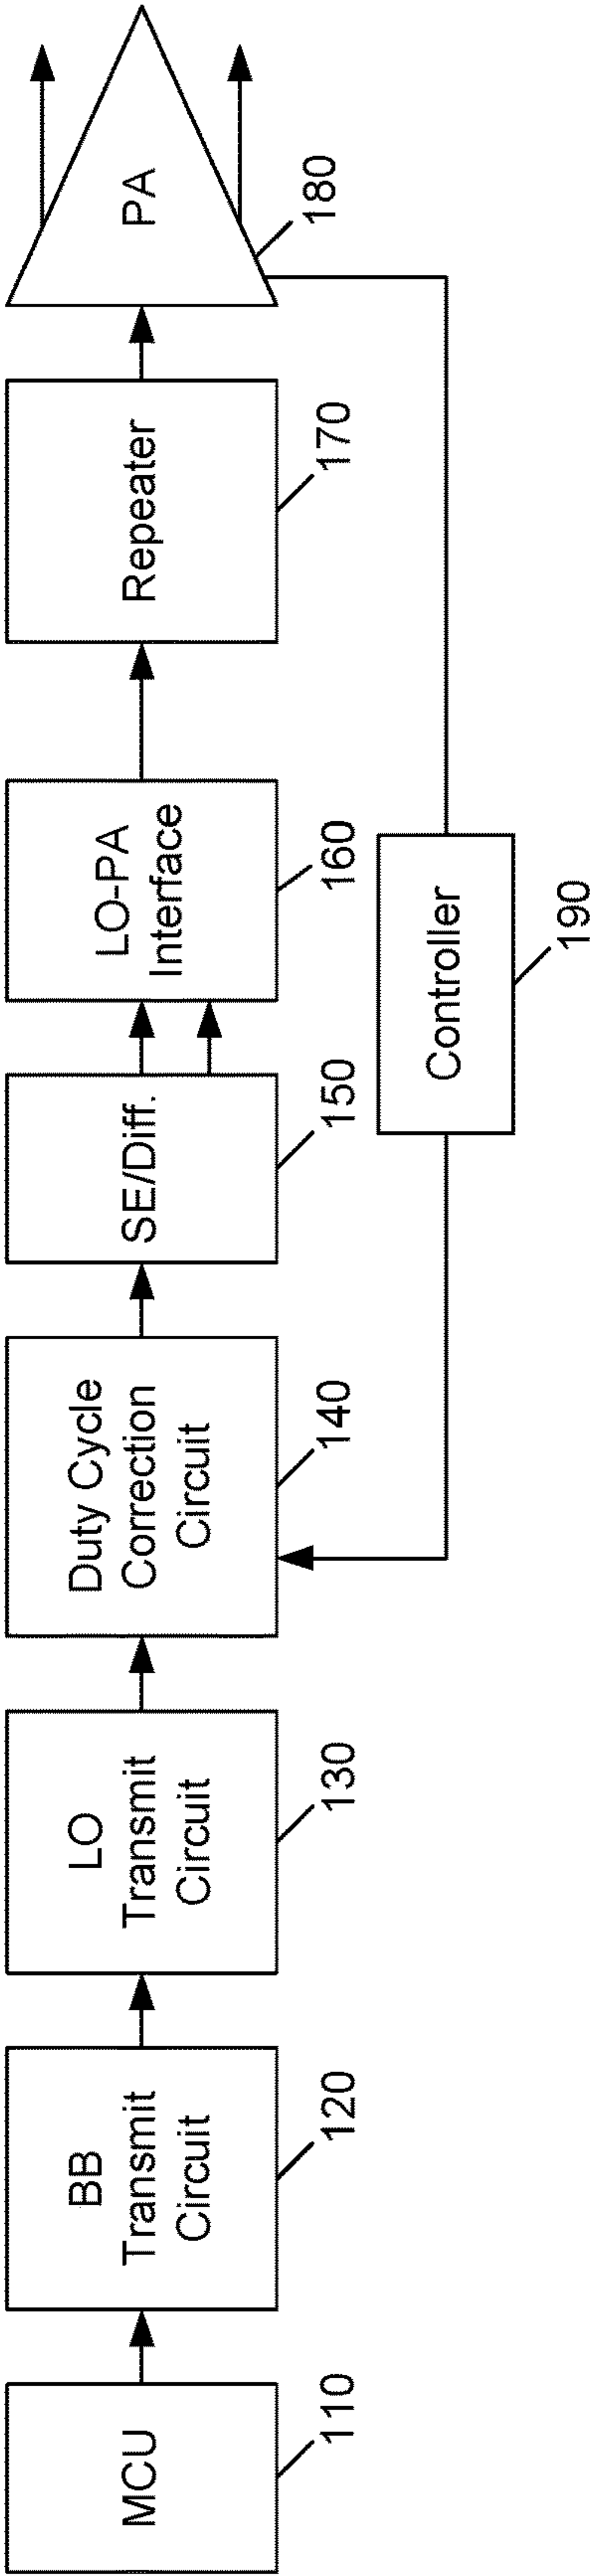 MCU
110
BB
Transmit
Circuit
120
LO
Transmit
Circuit
130
Duty Cycle
Correction
Circuit
140
SE/Diff.
150
LO-PA
Interface
160
Repeater
170
PA
180
Controller
190